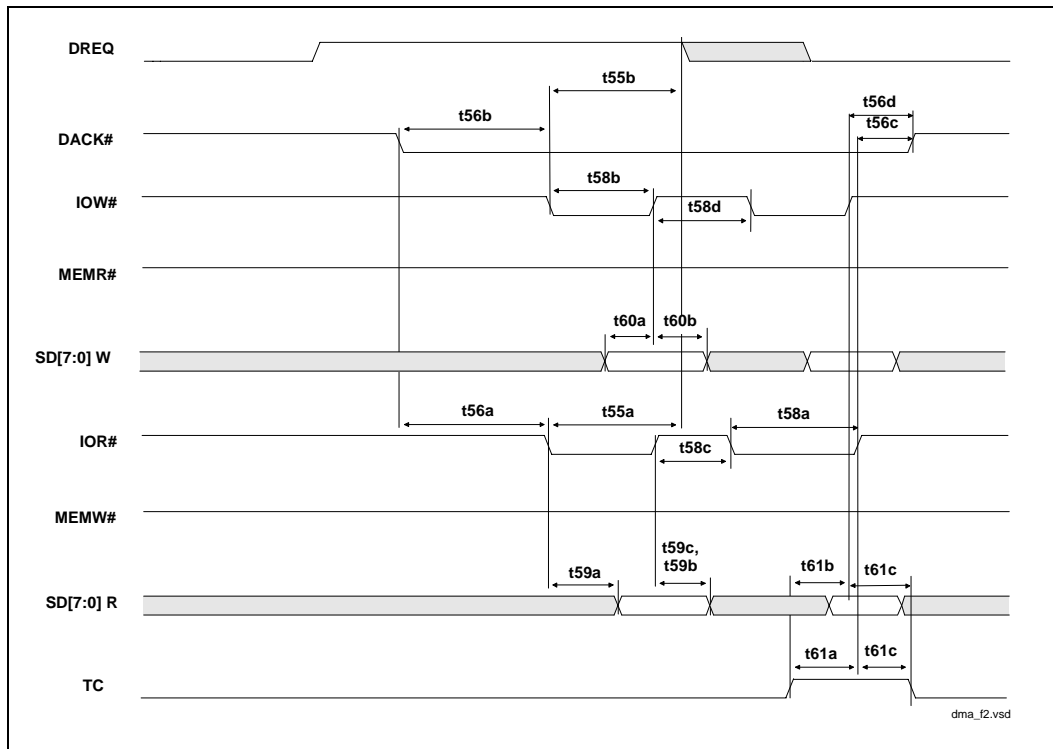 DREQ
t55b
t56d
t56b
t56c
DACK#
t58b
IOW#
t58d
MEMR#
t60a
t60b
SD[7:0] W
t56a
t55a
t58a
IOR#
t58c
MEMW#
t59c,
t59b
t61b
t61c
t59a
SD[7:0] R
t61a
t61c
TC
dma_f2.vsd